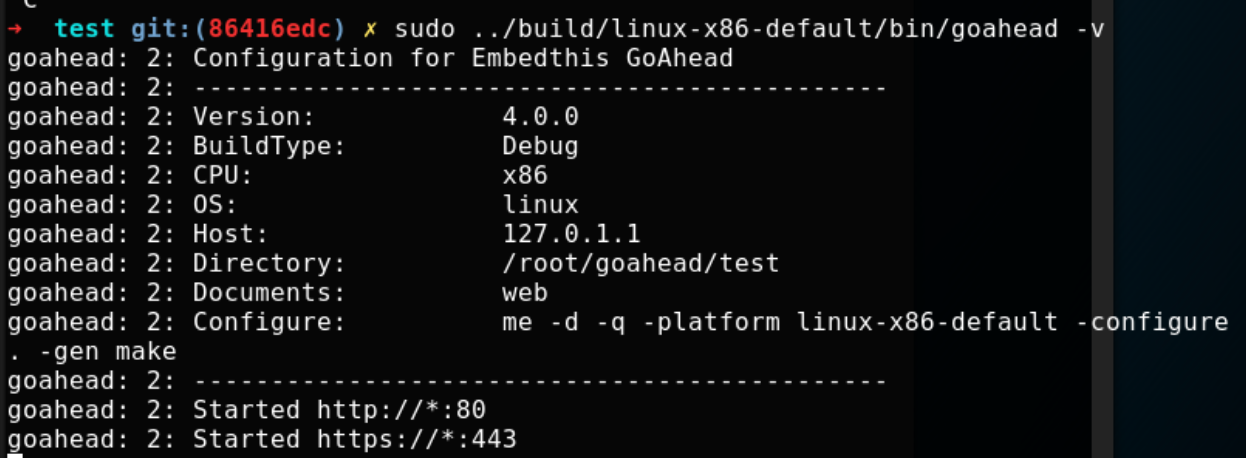 C
→ test git:(86416edc) ✗ sudo ../build/linux-x86-default/bin/goahead -v
goahead: 2: Configuration for Embedthis GoAhead
goahead: 2: ---------------------------------------------
goahead: 2: Version:            4.0.0
goahead: 2: BuildType:          Debug
goahead: 2: CPU:                x86
goahead: 2: OS:                 linux
goahead: 2: Host:               127.0.1.1
goahead: 2: Directory:          /root/goahead/test
goahead: 2: Documents:          web
goahead: 2: Configure:          me -d -q -platform linux-x86-default -configure
. -gen make
goahead: 2: ---------------------------------------------
goahead: 2: Started http://*:80
goahead: 2: Started https://*:443